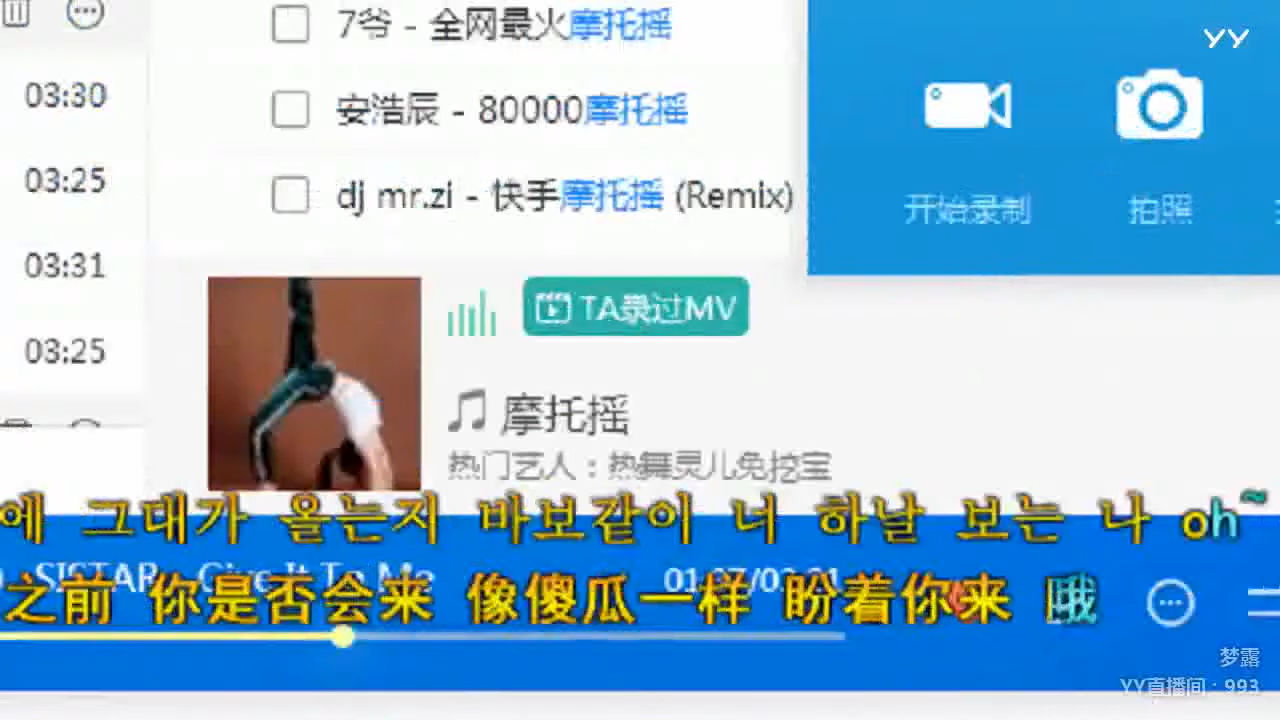 7爷 - 全网最火摩托摇
YY
03:30
安浩辰 - 80000摩托摇
03:25
dj mr.zi - 快手摩托摇 (Remix)
开始录制
拍照
03:31
TA录过MV
03:25
摩托摇
热门艺人：热舞灵儿免挖宝
에 그대가 올는지 바보같이 너 하날 보는 나 oh~
SISTAR - Give It To Me
之前 你是否会来 像傻瓜一样 盼着你来 哦
梦露
YY直播间：993